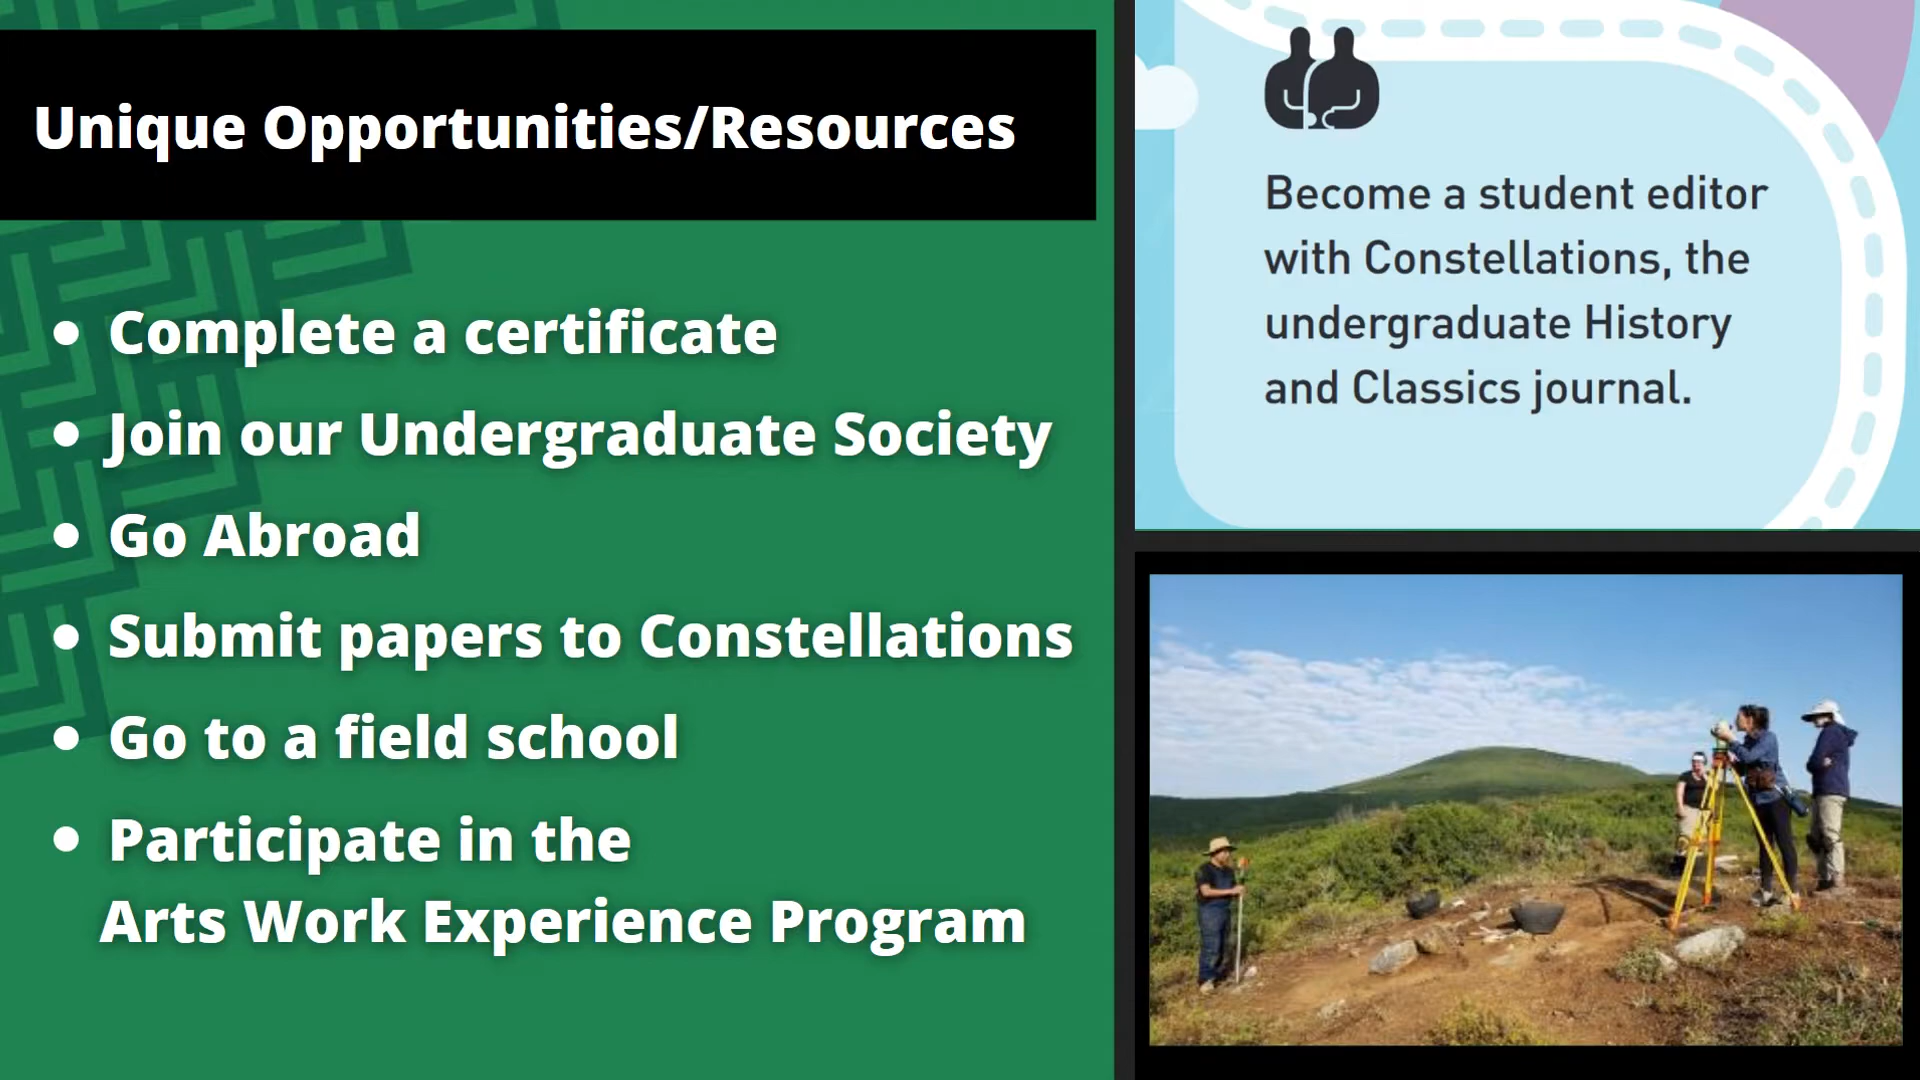 Unique Opportunities/Resources
• Complete a certificate
• Join our Undergraduate Society
• Go Abroad
• Submit papers to Constellations
• Go to a field school
• Participate in the
Arts Work Experience Program
Become a student editor
with Constellations, the
undergraduate History
and Classics journal.